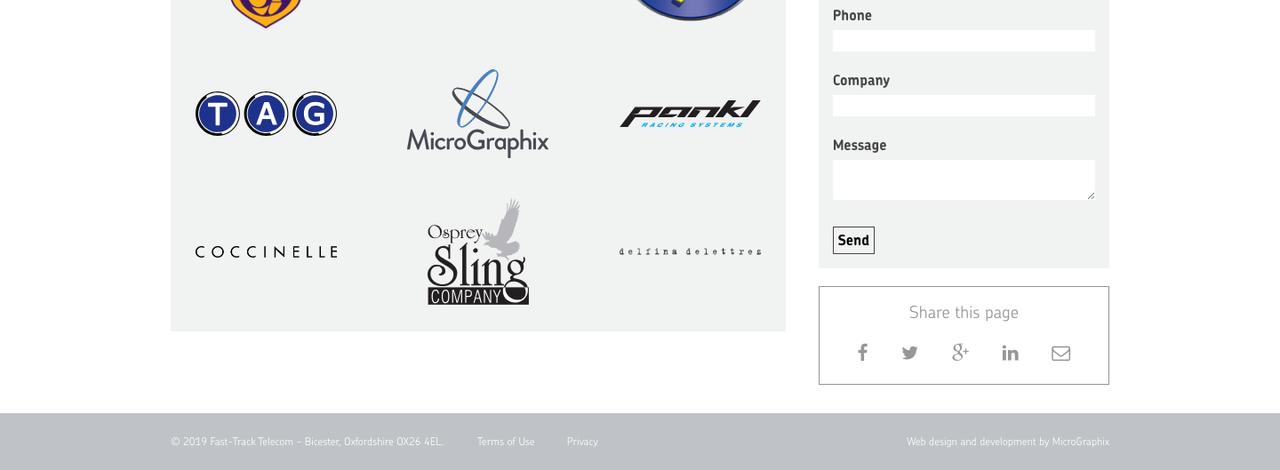 Phone
Company
Message
Send
TAG
MicroGraphix
pankl
RACING SYSTEMS
COCCINELLE
Osprey
Sling
COMPANY
delfina delettrez
Share this page
© 2019 Fast-Track Telecom - Bicester, Oxfordshire OX26 4EL.
Terms of Use
Privacy
Web design and development by MicroGraphix